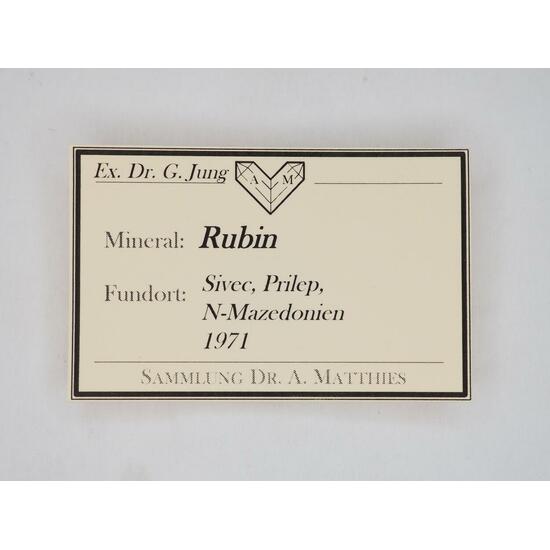 Ex. Dr. G. Jung
A M
Mineral: Rubin
Fundort: Sivec, Prilep,
N-Mazedonien
1971
SAMMLUNG DR. A. MATTHIES